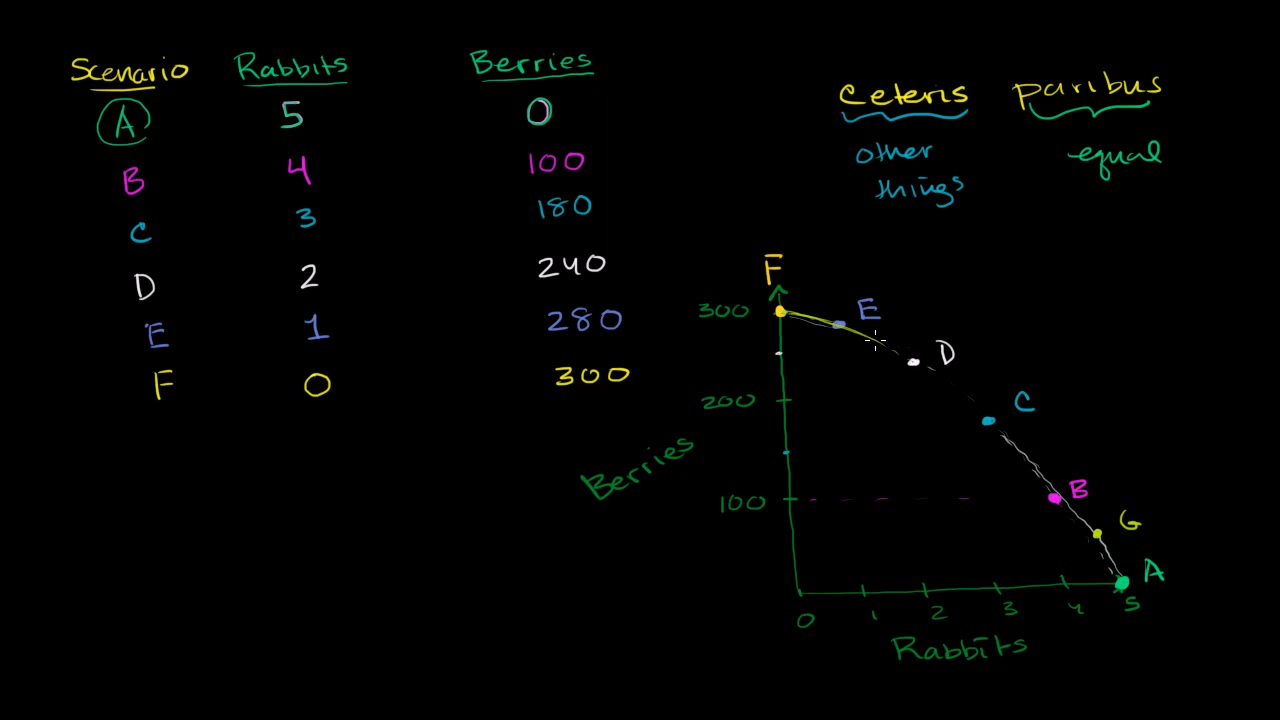 Scenario Rabbits Berries
A 5 0
B 4 100
C 3 180
D 2 240
E 1 280
F 0 300
Ceteris paribus
other equal
things
F
300 E
D
200 C
Berries
100 B
G
A
0 1 2 3 4 5
Rabbits